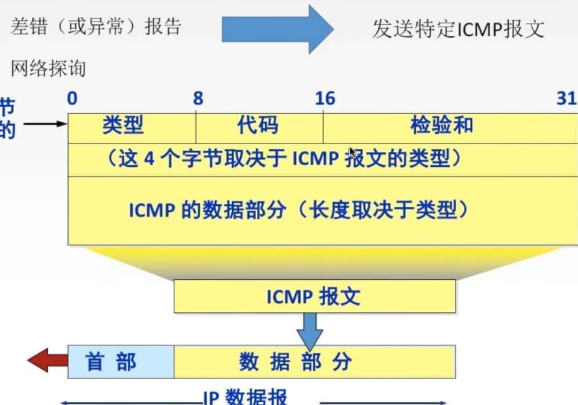 差错（或异常）报告
发送特定ICMP报文
网络探询
0 8 16 31
节
的
类型 代码 检验和
（这 4 个字节取决于 ICMP 报文的类型）
ICMP 的数据部分（长度取决于类型）
ICMP 报文
首 部 数 据 部 分
IP 数据报